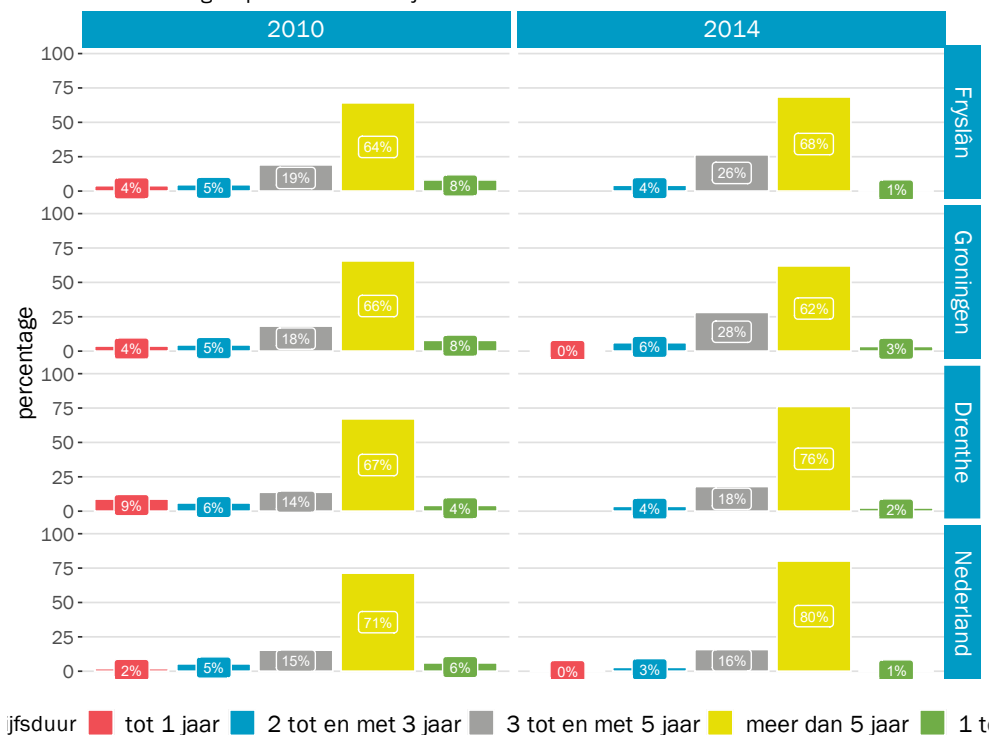 2010 2014
100
75
50
25
0
4% 5% 19% 64% 8%
4% 26% 68% 1%
Fryslân
100
75
50
25
0
4% 5% 18% 66% 8%
0% 6% 28% 62% 3%
Groningen
percentage
100
75
50
25
0
9% 6% 14% 67% 4%
4% 18% 76% 2%
Drenthe
100
75
50
25
0
2% 5% 15% 71% 6%
0% 3% 16% 80% 1%
Nederland
ijfsduur tot 1 jaar 2 tot en met 3 jaar 3 tot en met 5 jaar meer dan 5 jaar 1 t